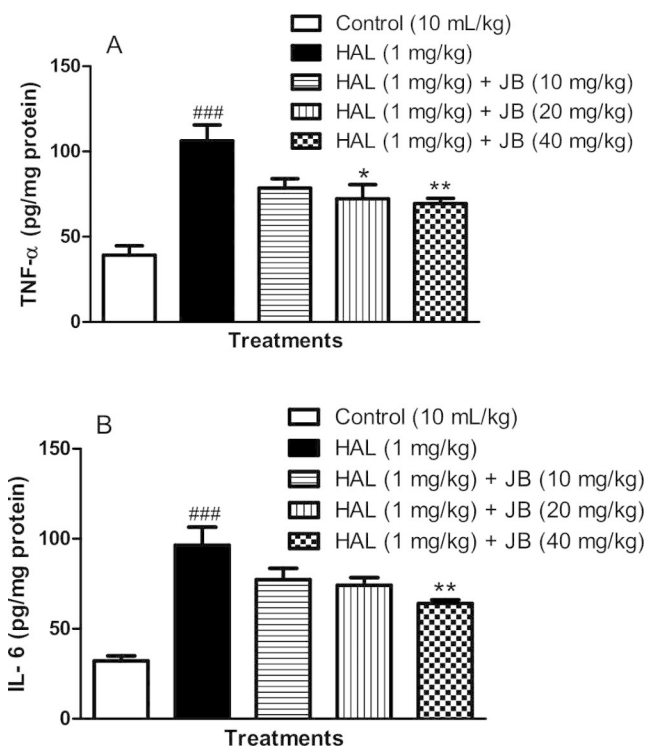 A
Control (10 mL/kg)
HAL (1 mg/kg)
HAL (1 mg/kg) + JB (10 mg/kg)
HAL (1 mg/kg) + JB (20 mg/kg)
HAL (1 mg/kg) + JB (40 mg/kg)
TNF-α (pg/mg protein)
150
100
50
0
###
*
**
Treatments
B
Control (10 mL/kg)
HAL (1 mg/kg)
HAL (1 mg/kg) + JB (10 mg/kg)
HAL (1 mg/kg) + JB (20 mg/kg)
HAL (1 mg/kg) + JB (40 mg/kg)
IL- 6 (pg/mg protein)
150
100
50
0
###
**
Treatments